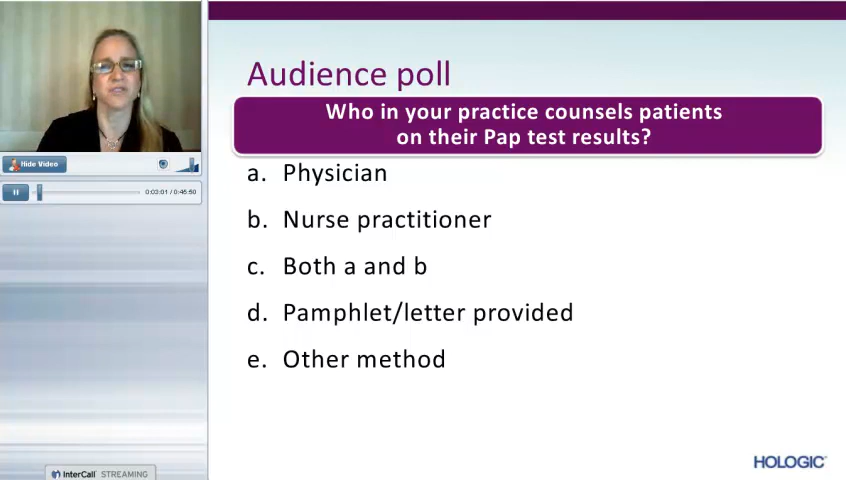 Audience poll
Who in your practice counsels patients
on their Pap test results?
a. Physician
b. Nurse practitioner
c. Both a and b
d. Pamphlet/letter provided
e. Other method
Hide Video
0:03:01 / 0:45:50
InterCall STREAMING
HOLOGIC